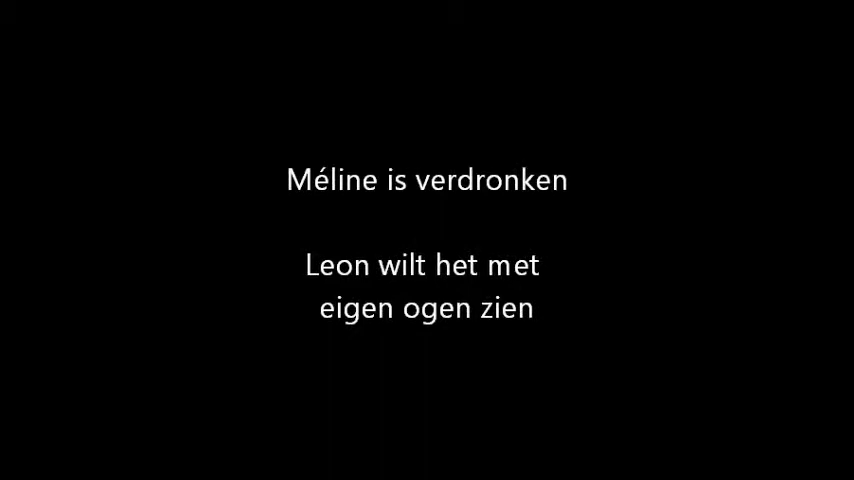 Méline is verdronken
Leon wilt het met
eigen ogen zien